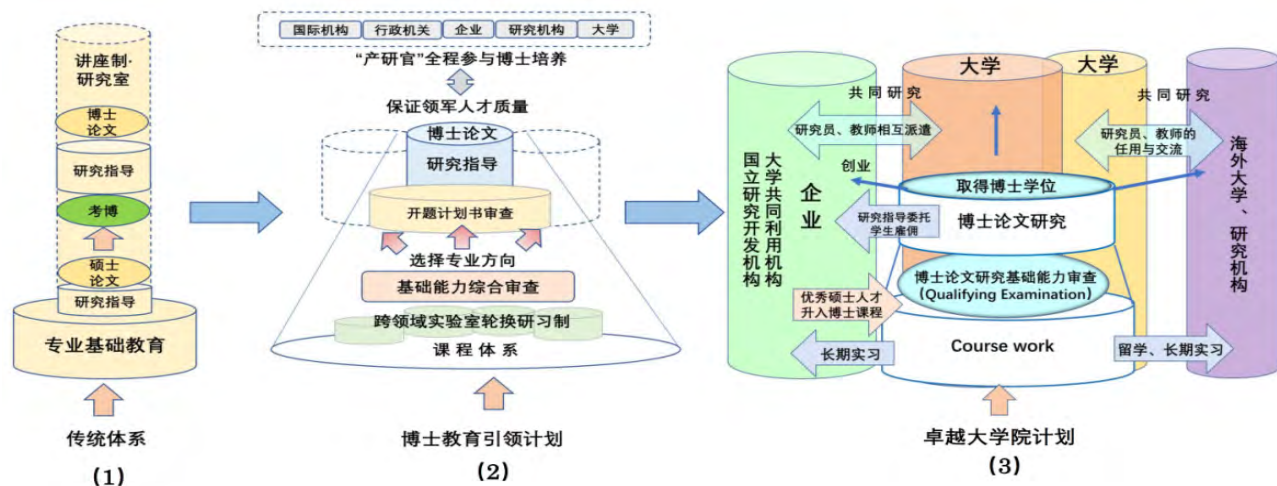 讲座制·
研究室
博士
论文
研究指导
考博
硕士
论文
研究指导
专业基础教育
传统体系
(1)
国际机构 行政机关 企业 研究机构 大学
“产研官”全程参与博士培养
保证领军人才质量
博士论文
研究指导
开题计划书审查
选择专业方向
基础能力综合审查
跨领域实验室轮换研习制
课程体系
博士教育引领计划
(2)
大学
大学
共同研究
共同研究
研究员、教师相互派遣
研究员、教师的
任用与交流
国立研究开发机构
大学共同利用机构
企业
创业
取得博士学位
博士论文研究
研究指导委托
学生雇佣
博士论文研究基础能力审查
(Qualifying Examination)
优秀硕士人才
升入博士课程
Course work
长期实习
留学、长期实习
海外大学、研究机构
卓越大学院计划
(3)